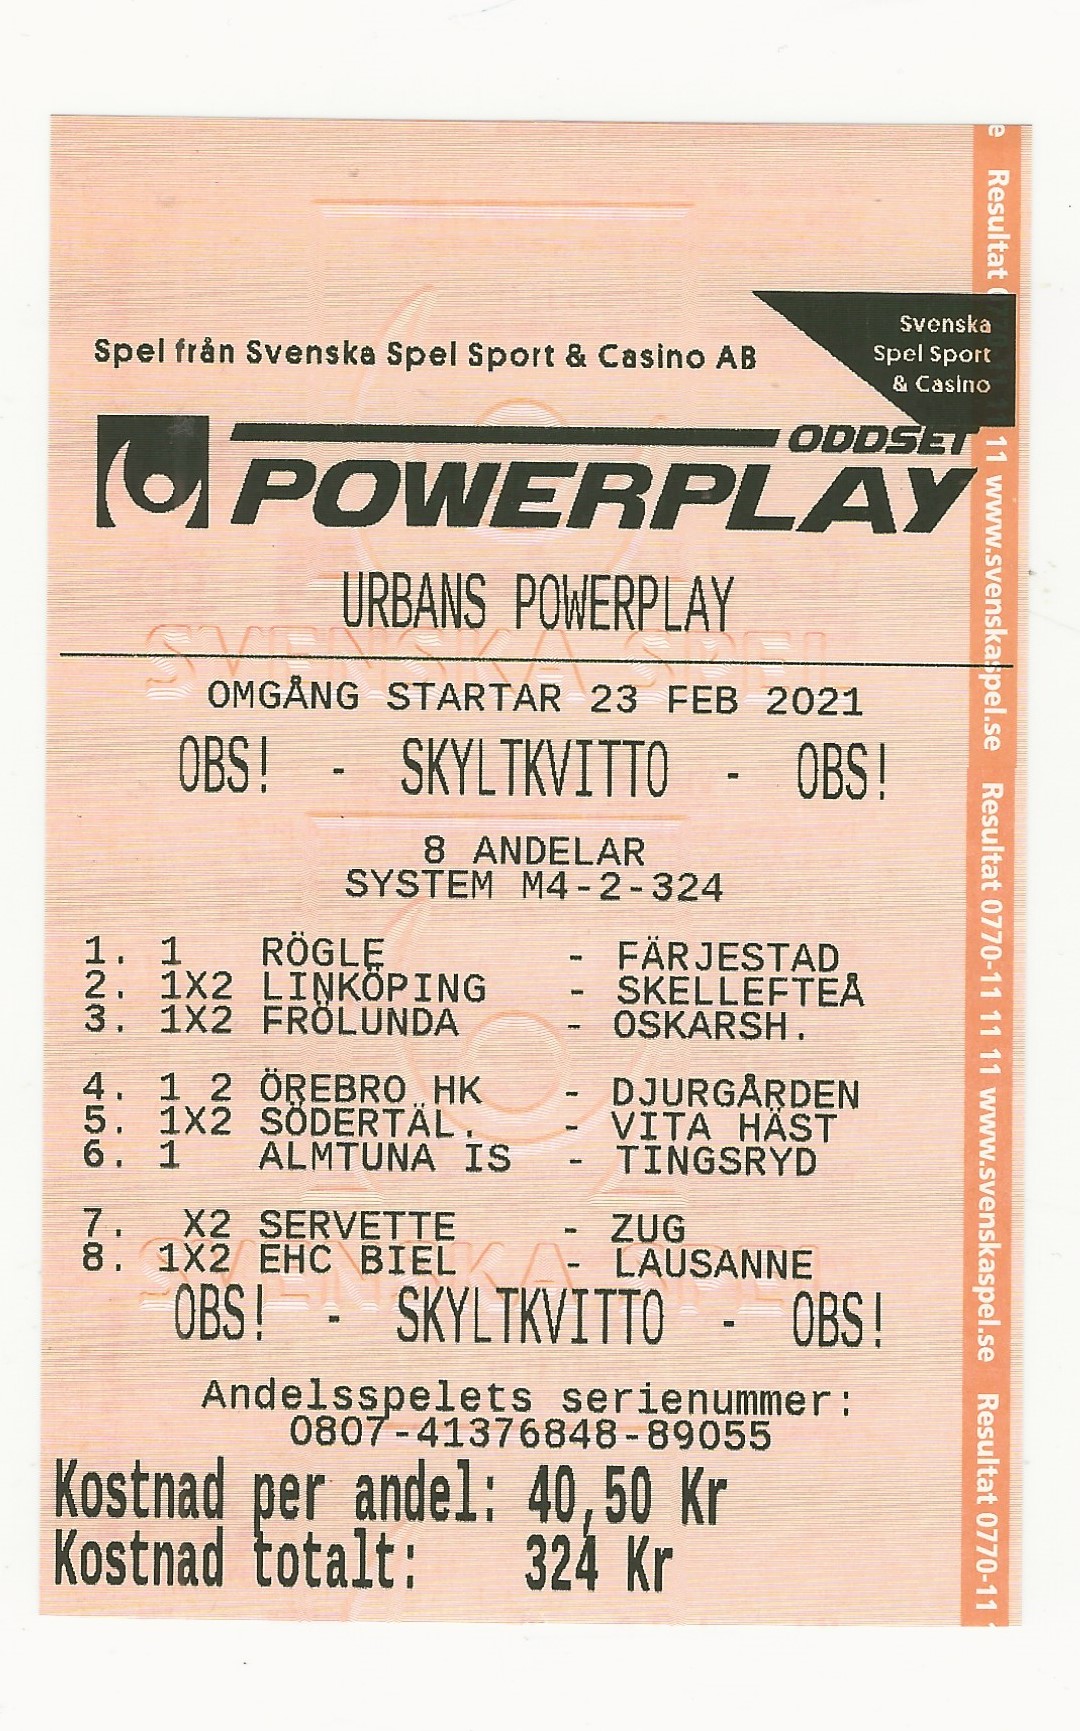 Spel från Svenska Spel Sport & Casino AB
Svenska
Spel Sport
& Casino
ODDSET
POWERPLAY
URBANS POWERPLAY
OMGÅNG STARTAR 23 FEB 2021
OBS! - SKYLTKVITTO - OBS!
8 ANDELAR
SYSTEM M4-2-324
1. 1 RÖGLE - FÄRJESTAD
2. 1X2 LINKÖPING - SKELLEFTEÅ
3. 1X2 FRÖLUNDA - OSKARSH.
4. 1 2 ÖREBRO HK - DJURGÅRDEN
5. 1X2 SÖDERTÄL. - VITA HÄST
6. 1 ALMTUNA IS - TINGSRYD
7. X2 SERVETTE - ZUG
8. 1X2 EHC BIEL - LAUSANNE
OBS! - SKYLTKVITTO - OBS!
Andelsspelets serienummer:
0807-41376848-89055
Kostnad per andel: 40,50 Kr
Kostnad totalt: 324 Kr
SVENSKA SPEL
SVENSKA SPEL
e Resultat 11 www.svenskaspel.se Resultat 0770-11 11 11 www.svenskaspel.se Resultat 0770-11